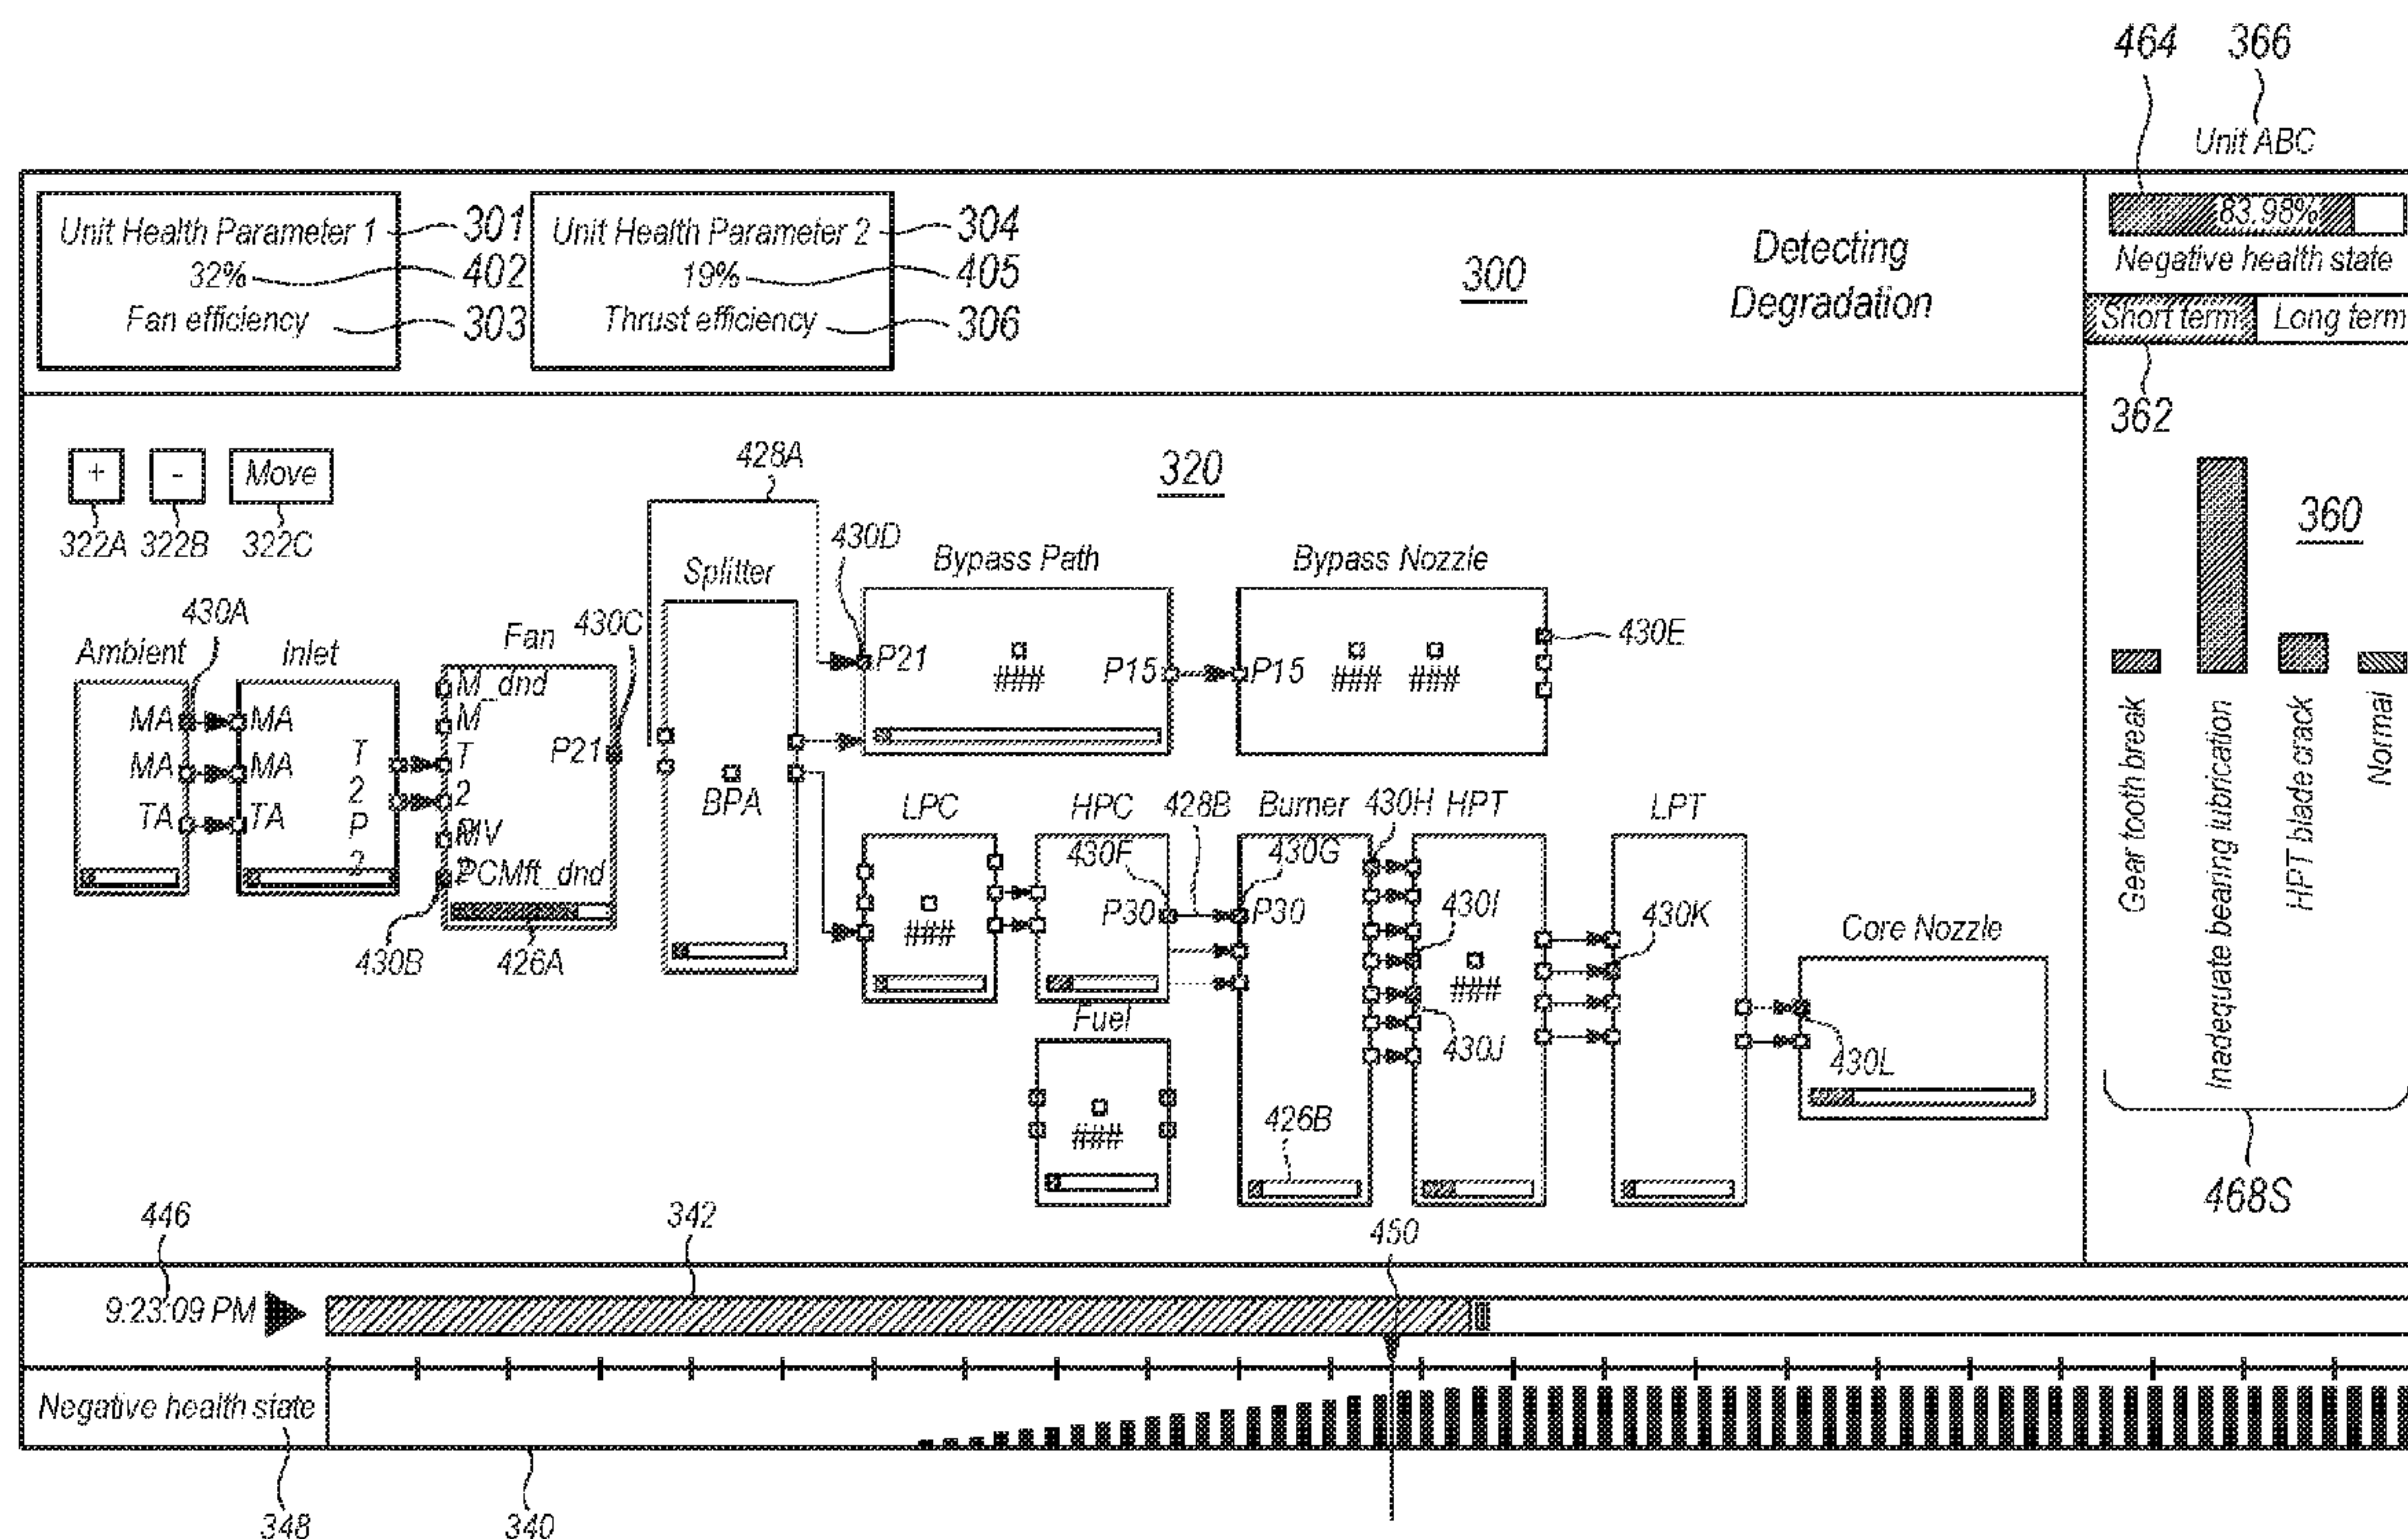 464 366
Unit ABC
Unit Health Parameter 1 301
32% 402
Fan efficiency 303
Unit Health Parameter 2 304
19% 405
Thrust efficiency 306
300
Detecting
Degradation
83.98%
Negative health state
Short term Long term
362
+ - Move
322A 322B 322C
320
360
428A
430D
Bypass Path
P21
###
P15
Bypass Nozzle
P15
### ###
430E
Splitter
BPA
430A
Ambient
MA
MA
TA
Inlet
MA
MA
TA
T
2
P
2
Fan
430C
M_dnd
M
T
2
MV
PCMft_dnd
P21
430B
426A
LPC
###
HPC
430F
P30
428B
Burner
430G
P30
426B
430H
HPT
430I
###
430J
LPT
430K
Core Nozzle
430L
Fuel
###
Gear tooth break
Inadequate bearing lubrication
HPT blade crack
Normal
468S
446
342
450
9:23:09 PM
Negative health state
348
340